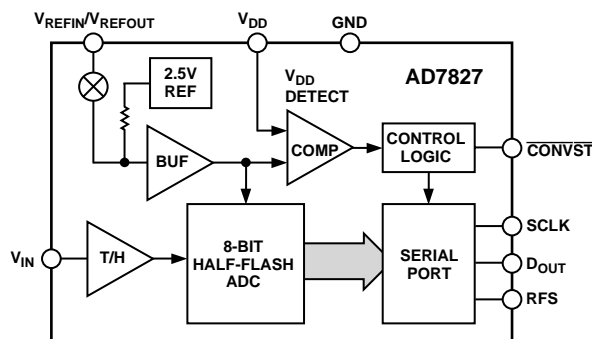 VREFIN/VREFOUT
VDD
GND
2.5V
REF
VDD
DETECT
AD7827
BUF
COMP
CONTROL
LOGIC
CONVST
VIN
T/H
8-BIT
HALF-FLASH
ADC
SERIAL
PORT
SCLK
DOUT
RFS